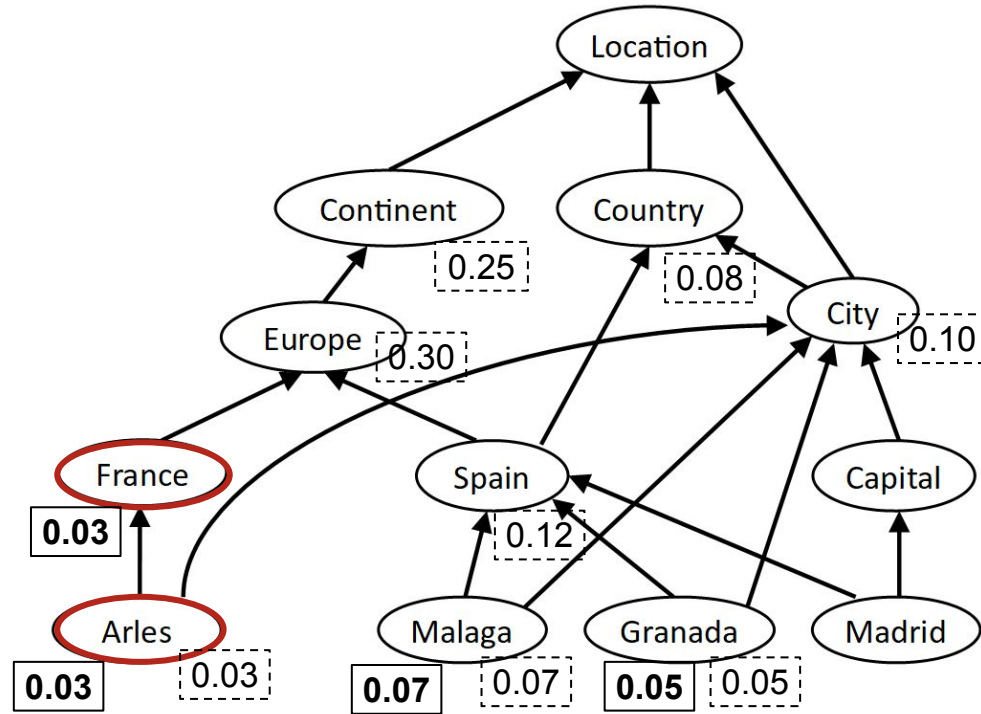 Location
Continent
Country
0.25
0.08
City
0.10
Europe
0.30
France
Spain
Capital
0.03
0.12
Arles
Malaga
Granada
Madrid
0.03
0.03
0.07
0.07
0.05
0.05